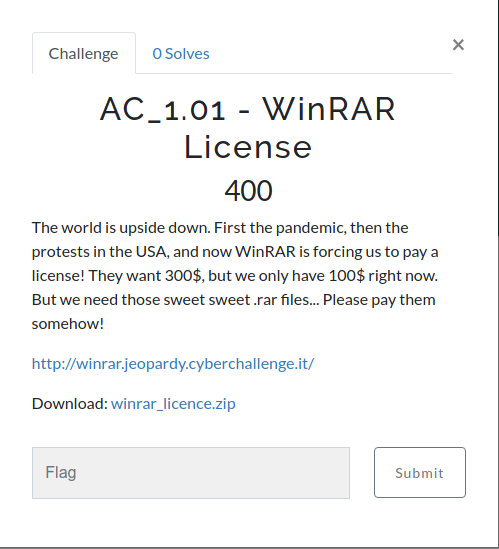 Challenge
0 Solves
×
AC_1.01 - WinRAR
License
400
The world is upside down. First the pandemic, then the
protests in the USA, and now WinRAR is forcing us to pay a
license! They want 300$, but we only have 100$ right now.
But we need those sweet sweet .rar files... Please pay them
somehow!
http://winrar.jeopardy.cyberchallenge.it/
Download: winrar_licence.zip
Flag
Submit